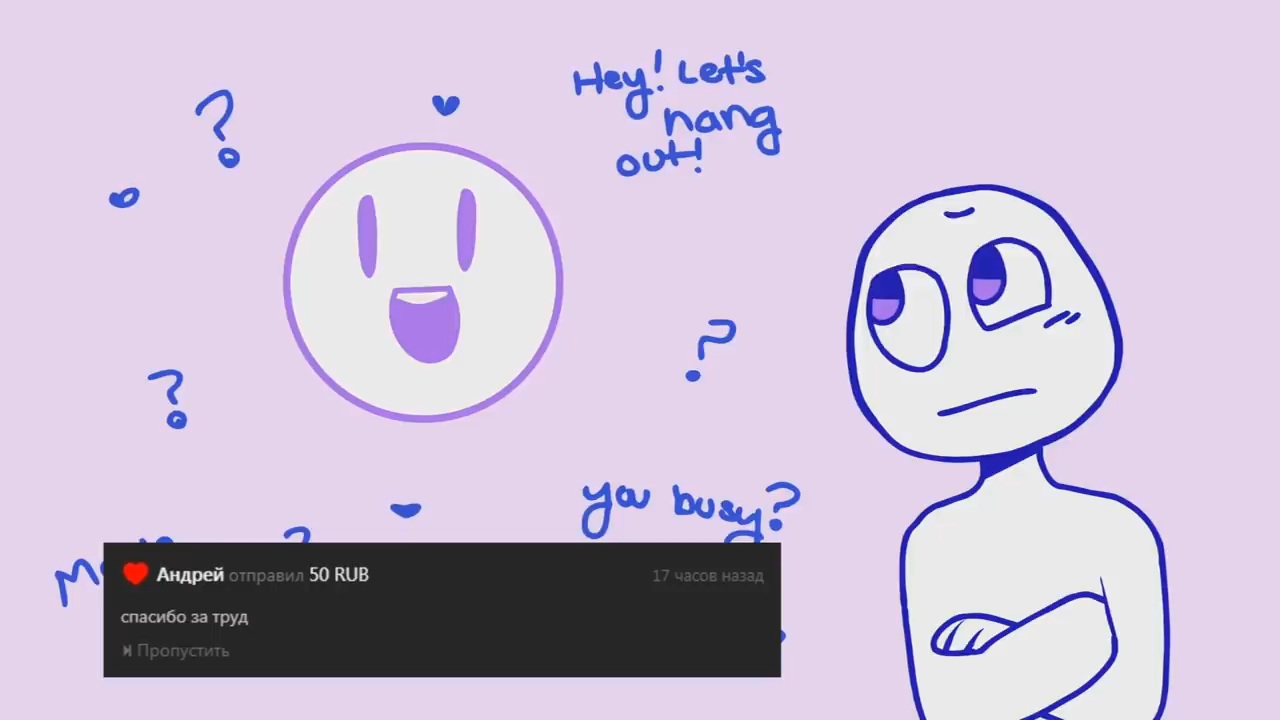 Hey! Let's
hang
out!
you busy?
Андрей отправил 50 RUB
17 часов назад
спасибо за труд
Пропустить